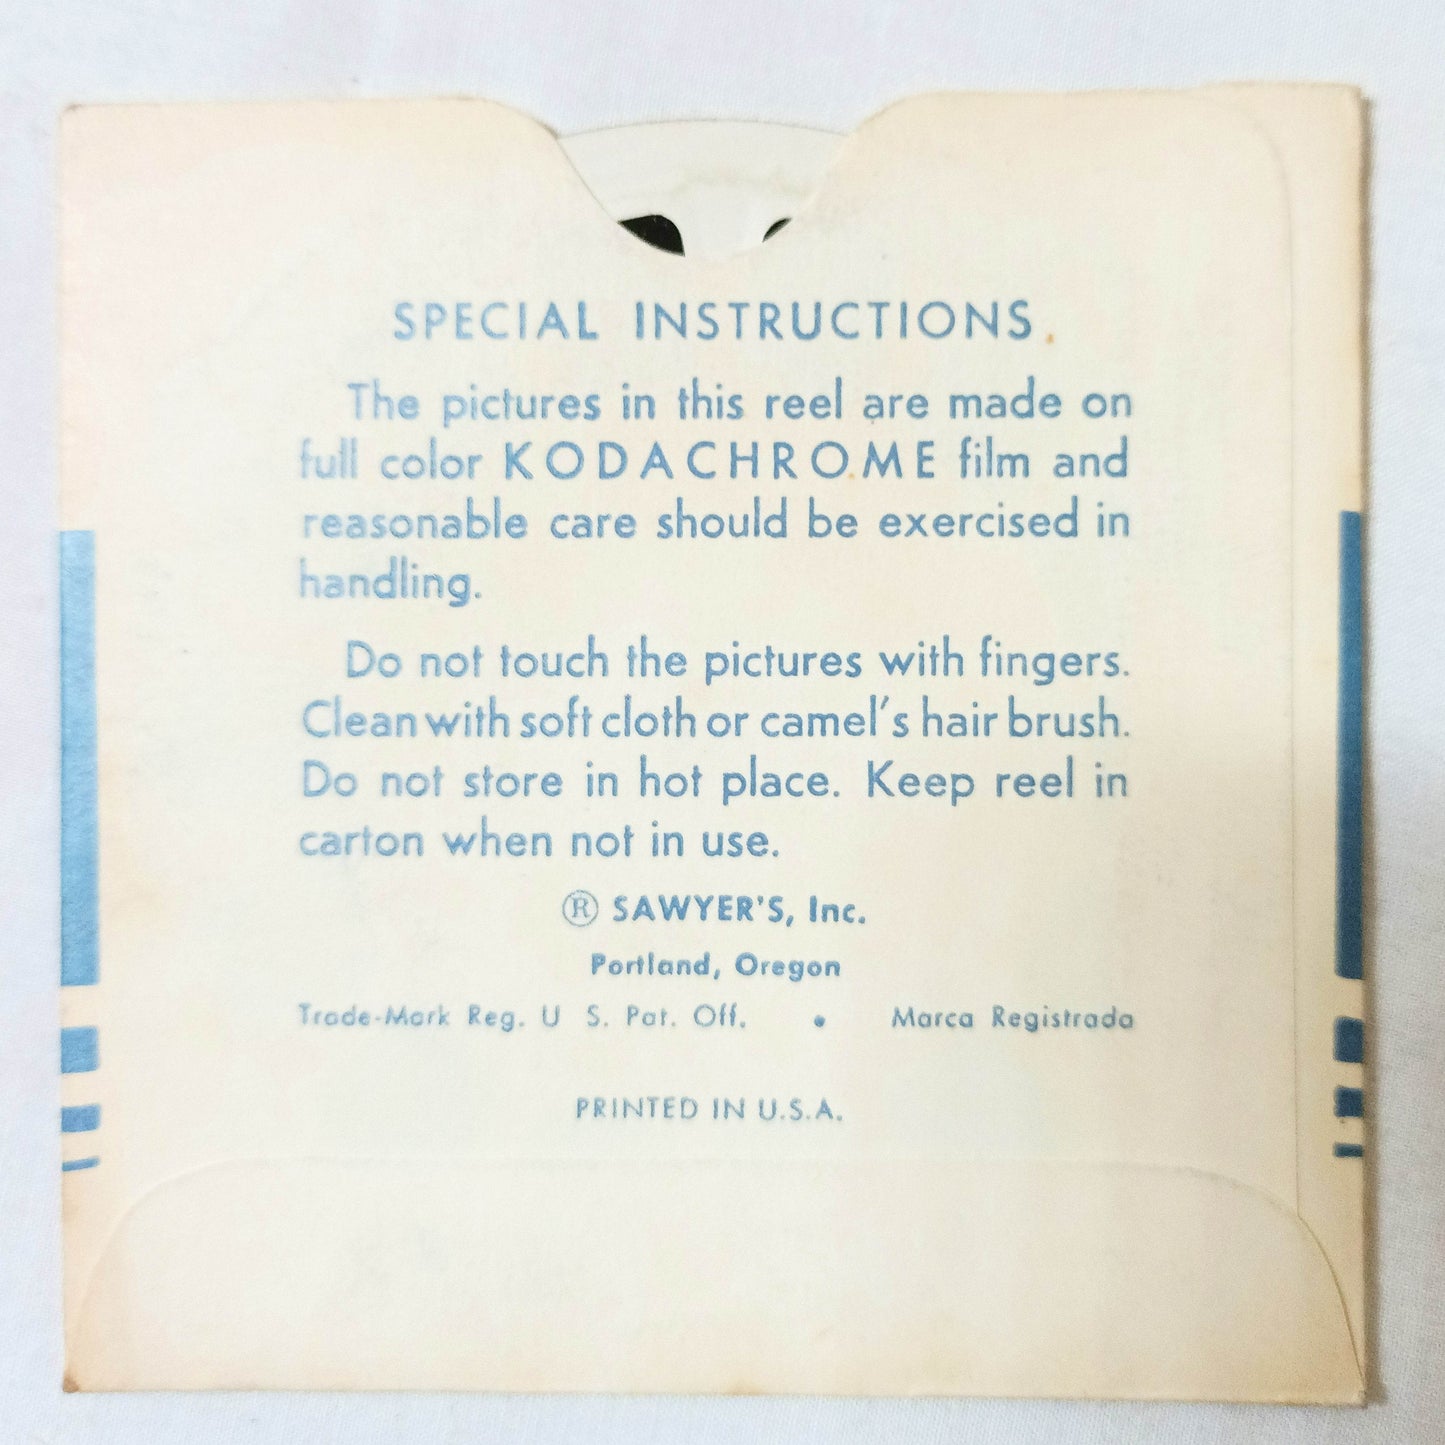 SPECIAL INSTRUCTIONS
The pictures in this reel are made on
full color KODACHROME film and
reasonable care should be exercised in
handling.
Do not touch the pictures with fingers.
Clean with soft cloth or camel's hair brush.
Do not store in hot place. Keep reel in
carton when not in use.
® SAWYER'S, Inc.
Portland, Oregon
Trade-Mark Reg. U S. Pat. Off. • Marca Registrada
PRINTED IN U.S.A.